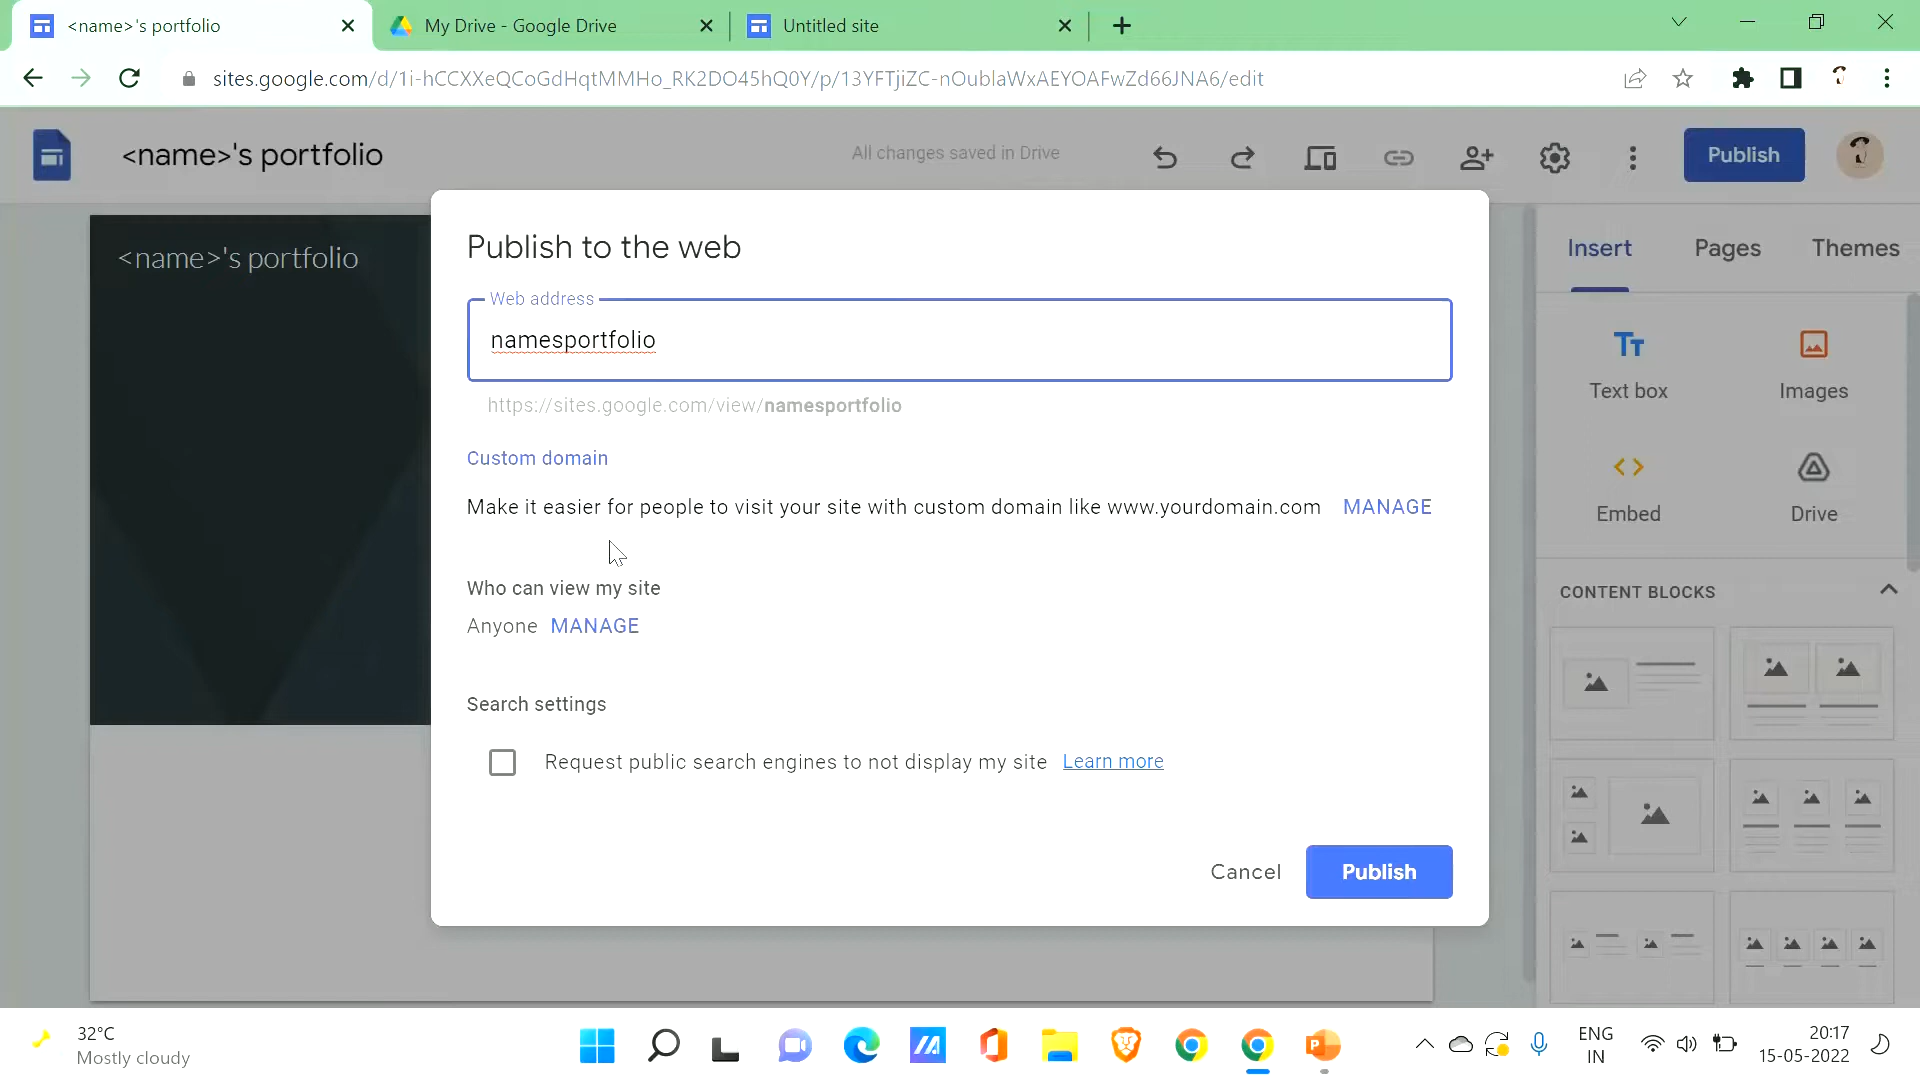 <name>'s portfolio
My Drive - Google Drive
Untitled site
sites.google.com/d/1i-hCCXXeQCoGdHqtMMHo_RK2DO45hQ0Y/p/13YFTjiZC-nOublaWxAEYOAFwZd66JNA6/edit
<name>'s portfolio
All changes saved in Drive
Publish
<name>'s portfolio
Publish to the web
Web address
namesportfolio
https://sites.google.com/view/namesportfolio
Custom domain
Make it easier for people to visit your site with custom domain like www.yourdomain.com MANAGE
Who can view my site
Anyone MANAGE
Search settings
Request public search engines to not display my site Learn more
Cancel Publish
Insert Pages Themes
Text box Images
Embed Drive
CONTENT BLOCKS
32°C
Mostly cloudy
ENG
IN
20:17
15-05-2022